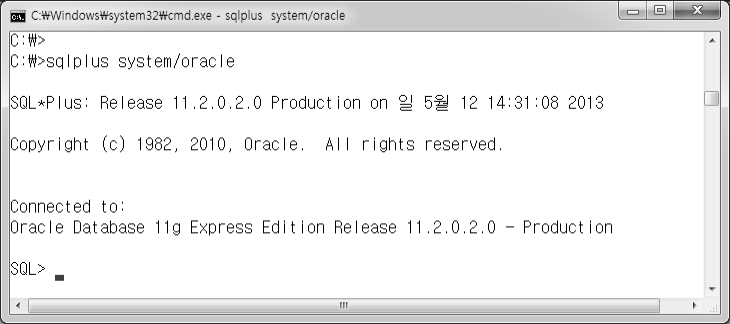 C:₩Windows₩system32₩cmd.exe - sqlplus  system/oracle
C:₩>
C:₩>sqlplus system/oracle
SQL*Plus: Release 11.2.0.2.0 Production on 일 5월 12 14:31:08 2013
Copyright (c) 1982, 2010, Oracle.  All rights reserved.
Connected to:
Oracle Database 11g Express Edition Release 11.2.0.2.0 - Production
SQL>